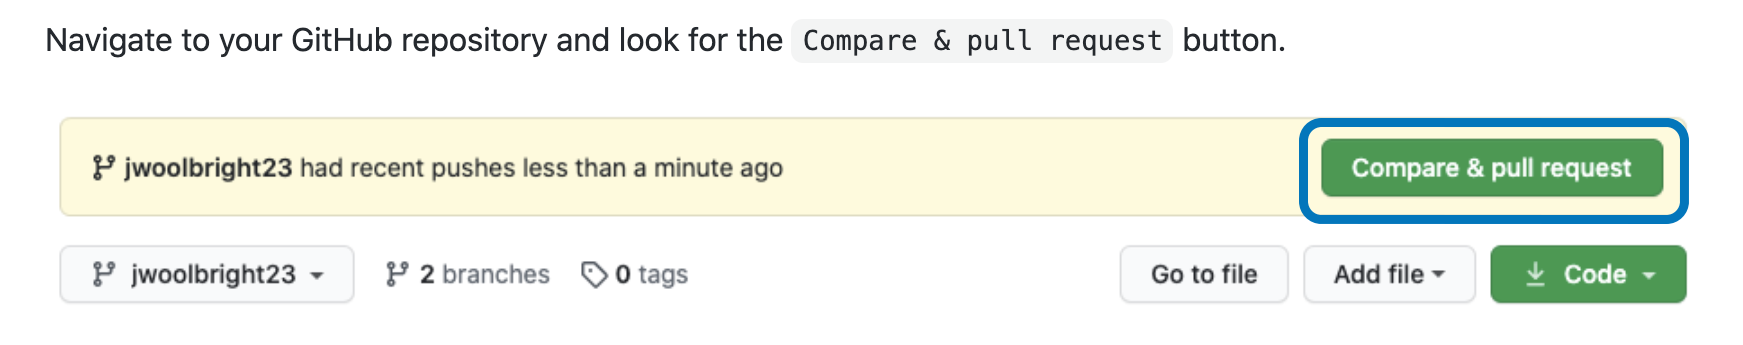 Navigate to your GitHub repository and look for the Compare & pull request button.
jwoolbright23 had recent pushes less than a minute ago
Compare & pull request
jwoolbright23 2 branches 0 tags Go to file Add file Code